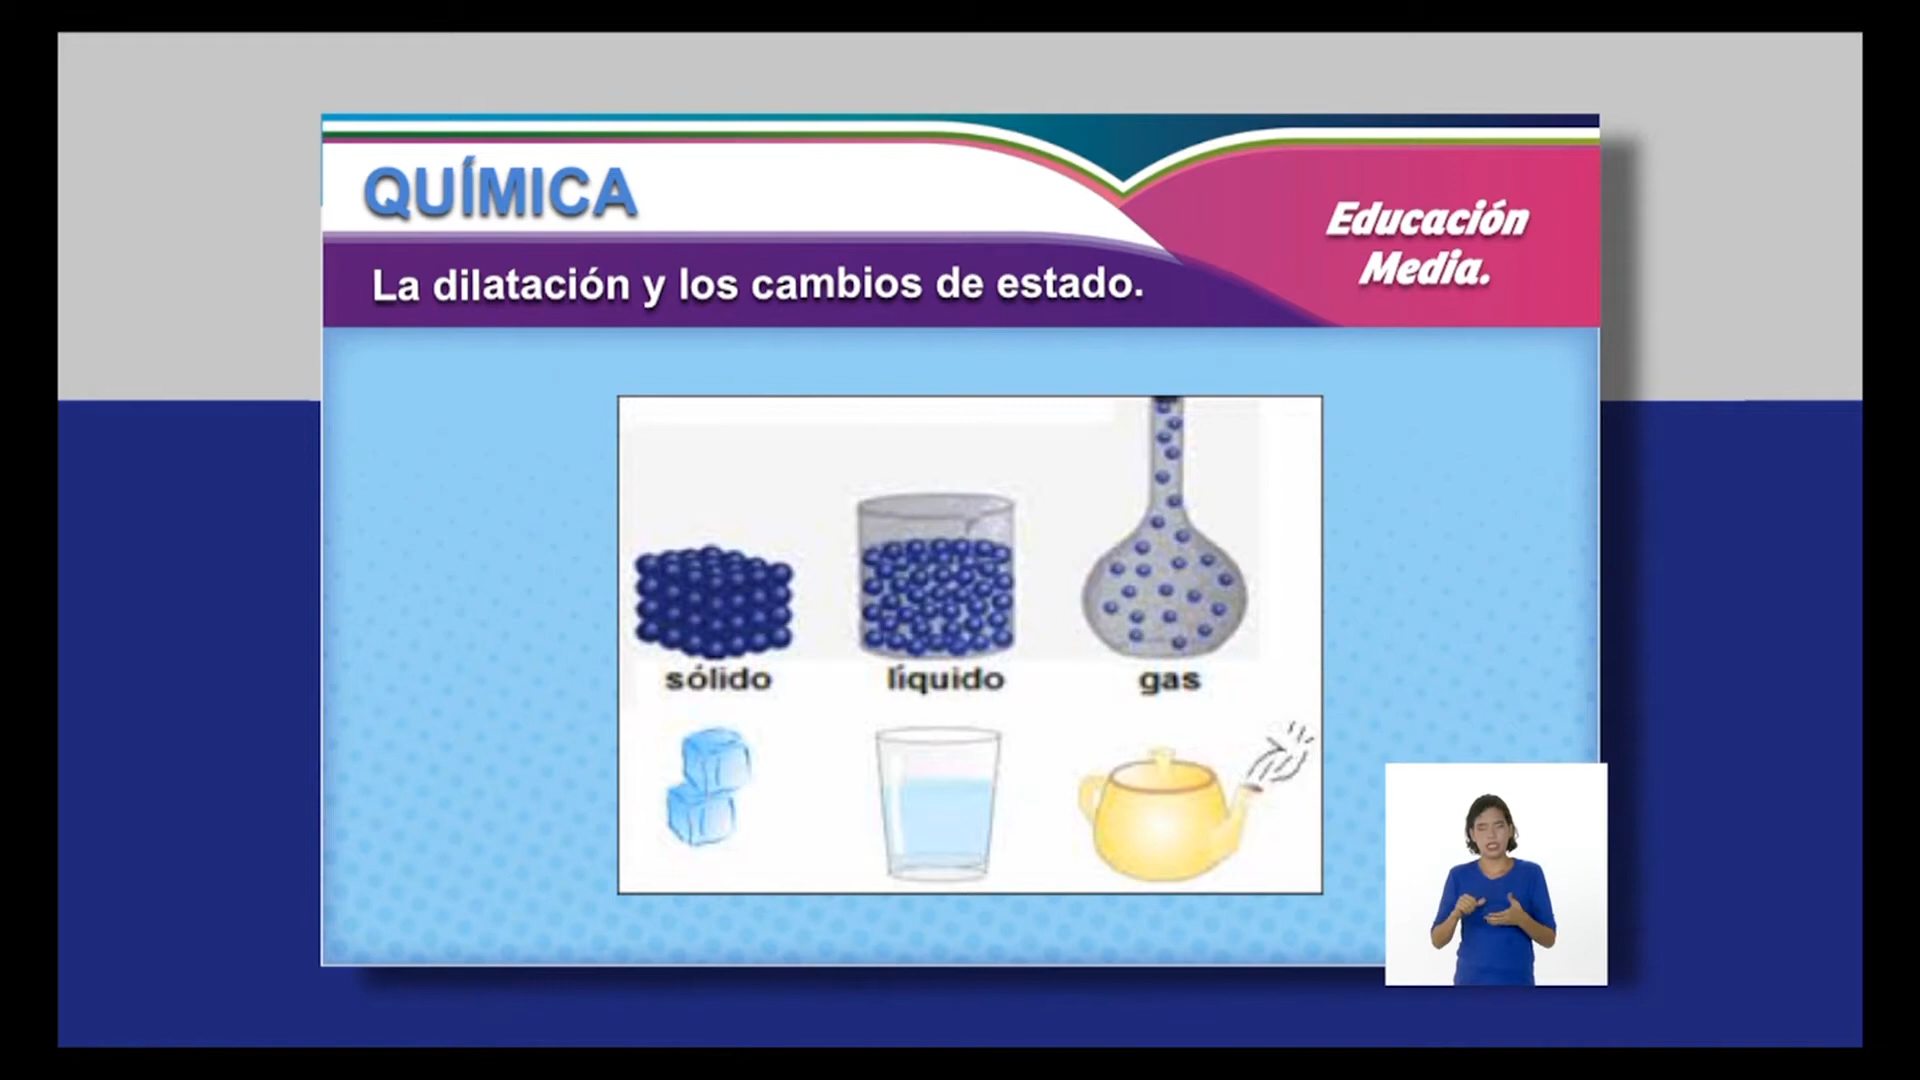 QUÍMICA
Educación
Media.
La dilatación y los cambios de estado.
sólido líquido gas